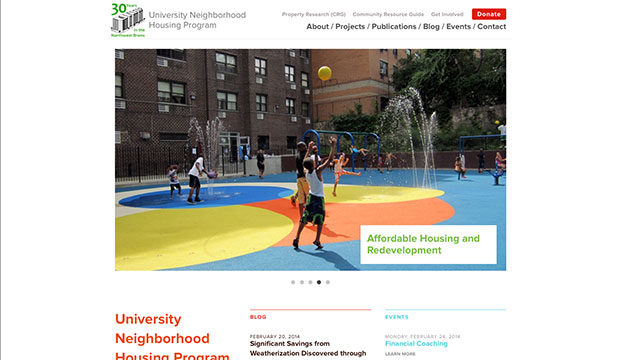 30 Years
in the
Northwest Bronx
University Neighborhood
Housing Program
Property Research (CRG) Community Resource Guide Get Involved Donate
About / Projects / Publications / Blog / Events / Contact
Affordable Housing and
Redevelopment
University
Neighborhood
Housing Program
BLOG
FEBRUARY 20, 2014
Significant Savings from
Weatherization Discovered through
EVENTS
MONDAY, FEBRUARY 24, 2014
Financial Coaching
LEARN MORE